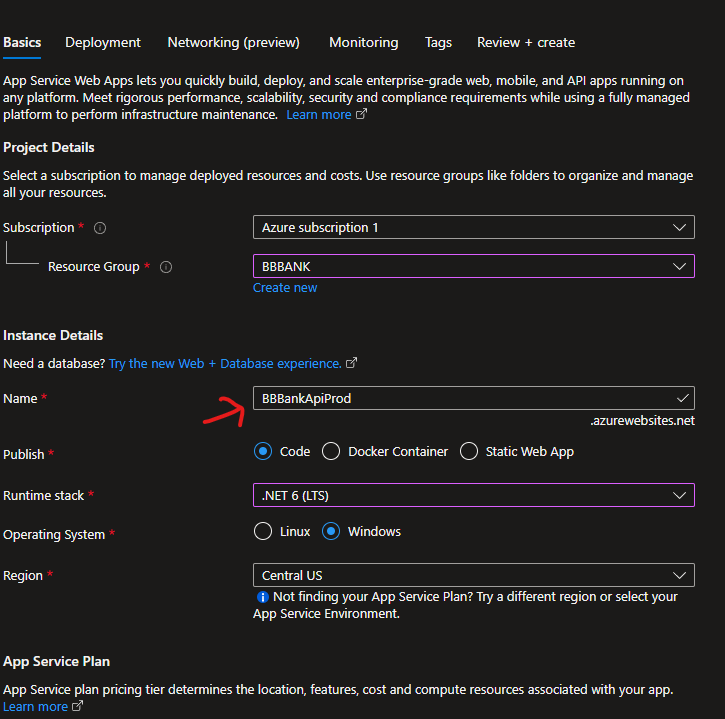 Basics Deployment Networking (preview) Monitoring Tags Review + create
App Service Web Apps lets you quickly build, deploy, and scale enterprise-grade web, mobile, and API apps running on
any platform. Meet rigorous performance, scalability, security and compliance requirements while using a fully managed
platform to perform infrastructure maintenance. Learn more
Project Details
Select a subscription to manage deployed resources and costs. Use resource groups like folders to organize and manage
all your resources.
Subscription * Azure subscription 1
Resource Group * BBBANK
Create new
Instance Details
Need a database? Try the new Web + Database experience.
Name * BBBankApiProd
.azurewebsites.net
Publish * Code Docker Container Static Web App
Runtime stack * .NET 6 (LTS)
Operating System * Linux Windows
Region * Central US
Not finding your App Service Plan? Try a different region or select your
App Service Environment.
App Service Plan
App Service plan pricing tier determines the location, features, cost and compute resources associated with your app.
Learn more